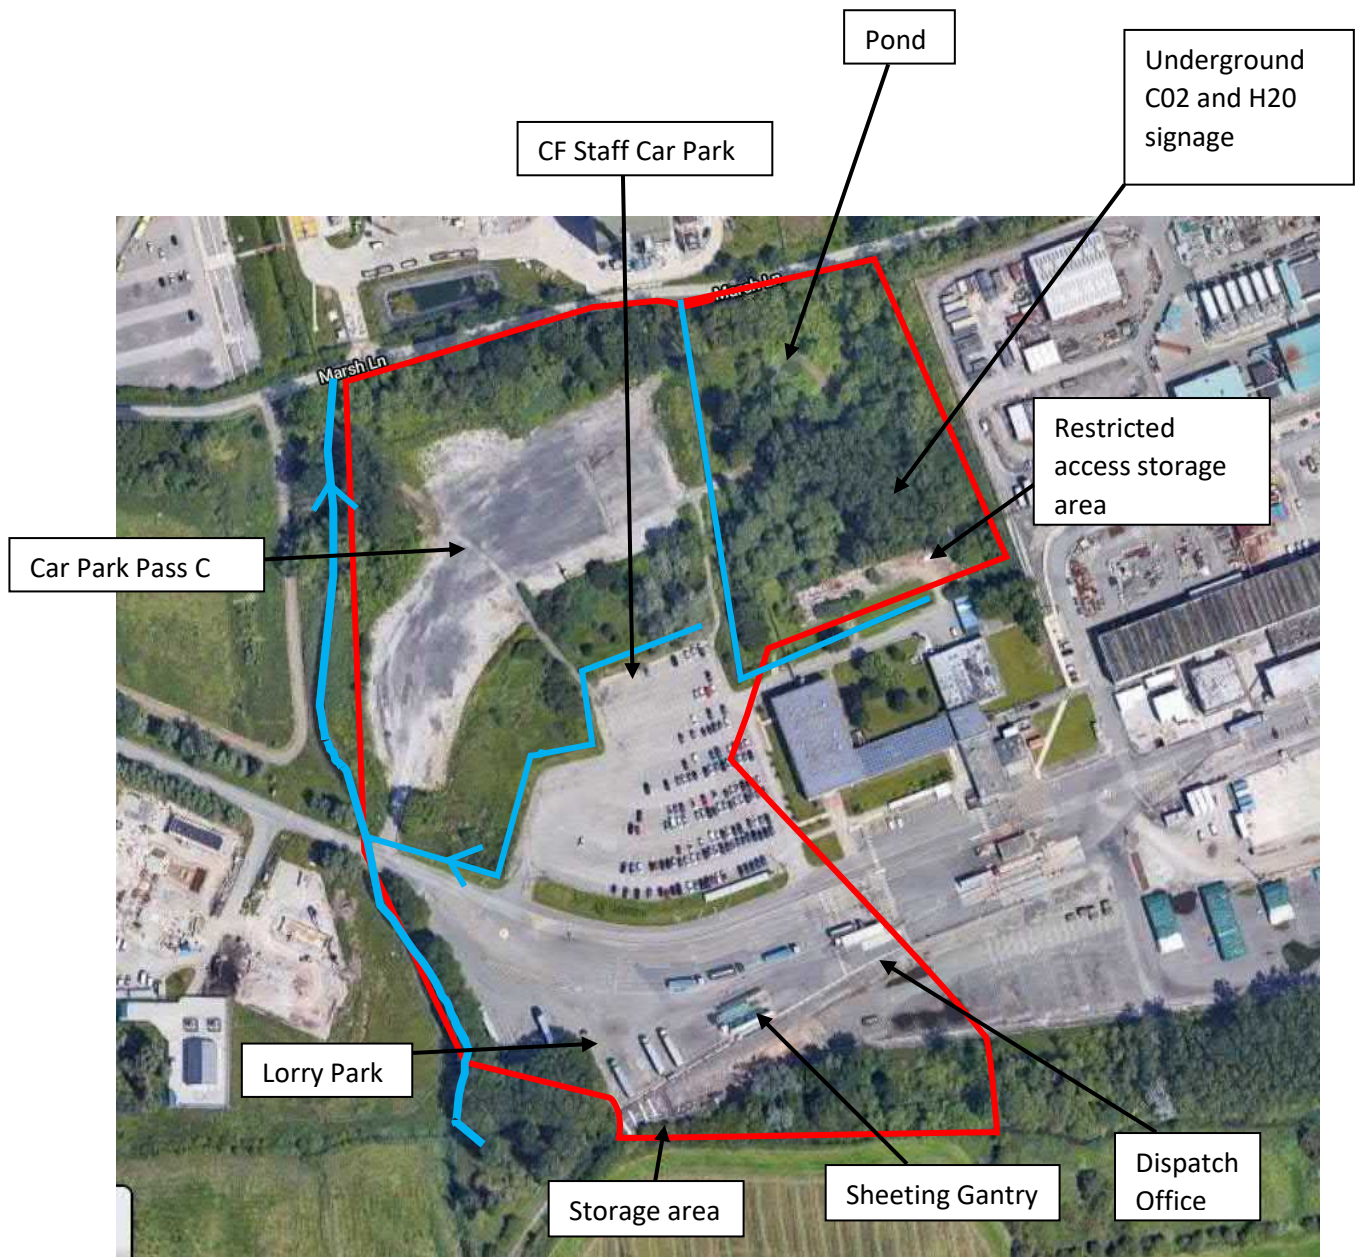 Pond
Underground
C02 and H20
signage
CF Staff Car Park
Marsh Ln
Marsh Ln
Restricted
access storage
area
Car Park Pass C
Lorry Park
Storage area
Sheeting Gantry
Dispatch
Office